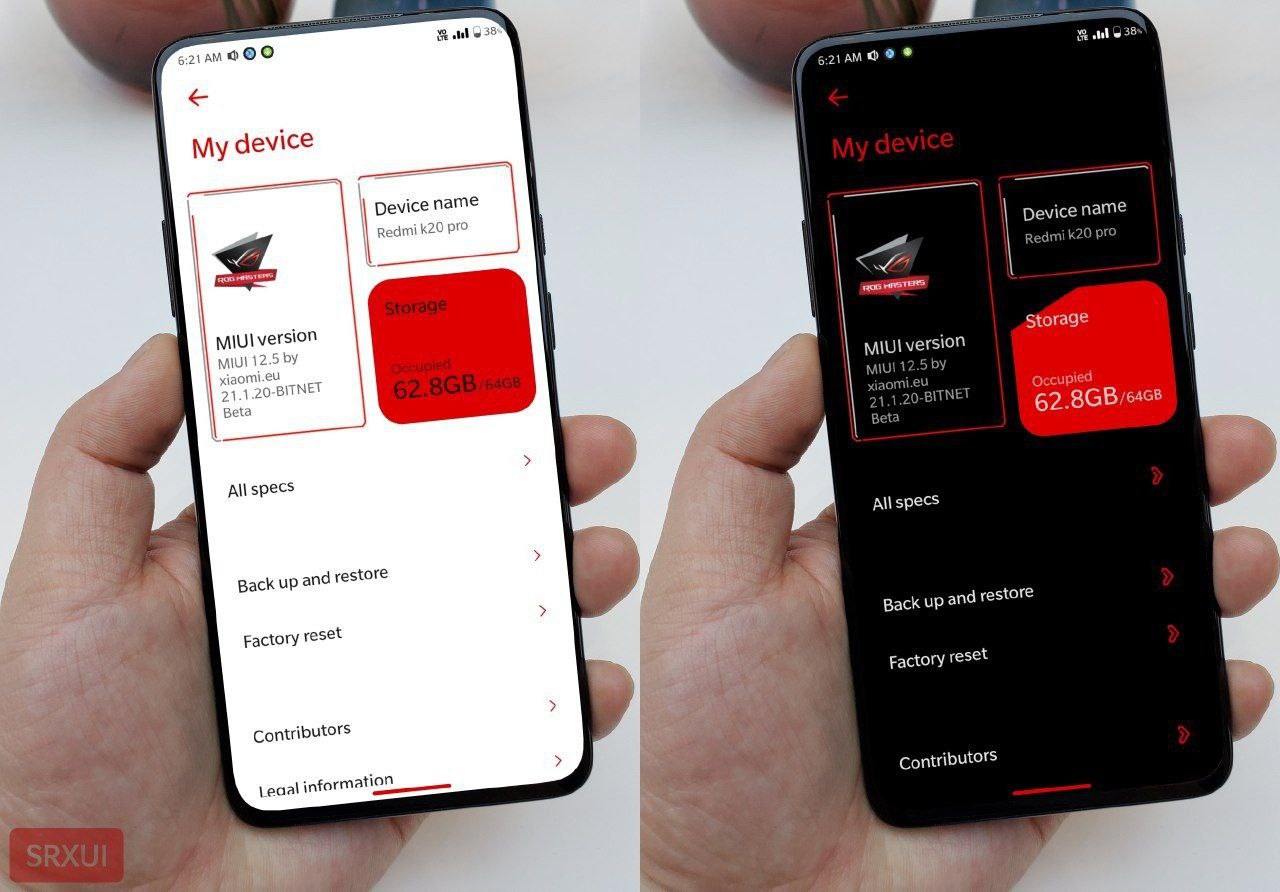 6:21 AM
VO
LTE
38%
My device
ROG MASTERS
MIUI version
MIUI 12.5 by
xiaomi.eu
21.1.20-BITNET
Beta
Device name
Redmi k20 pro
Storage
Occupied
62.8GB/64GB
All specs
Back up and restore
Factory reset
Contributors
Legal information
SRXUI
6:21 AM
VO
LTE
38%
My device
ROG MASTERS
MIUI version
MIUI 12.5 by
xiaomi.eu
21.1.20-BITNET
Beta
Device name
Redmi k20 pro
Storage
Occupied
62.8GB/64GB
All specs
Back up and restore
Factory reset
Contributors